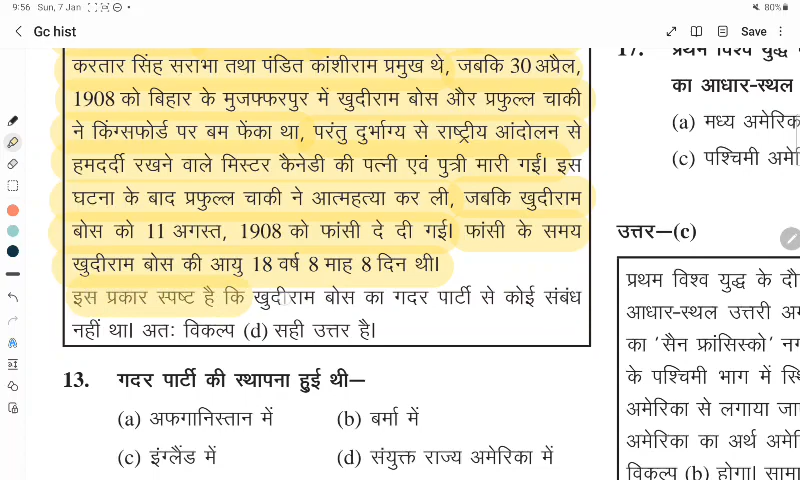 9:56 Sun, 7 Jan
80%
Gc hist
Save
करतार सिंह सराभा तथा पंडित कांशीराम प्रमुख थे, जबकि 30 अप्रैल,
1908 को बिहार के मुजफ्फरपुर में खुदीराम बोस और प्रफुल्ल चाकी
ने किंग्सफोर्ड पर बम फेंका था, परंतु दुर्भाग्य से राष्ट्रीय आंदोलन से
हमदर्दी रखने वाले मिस्टर कैनेडी की पत्नी एवं पुत्री मारी गईं। इस
घटना के बाद प्रफुल्ल चाकी ने आत्महत्या कर ली, जबकि खुदीराम
बोस को 11 अगस्त, 1908 को फांसी दे दी गई। फांसी के समय
खुदीराम बोस की आयु 18 वर्ष 8 माह 8 दिन थी।
इस प्रकार स्पष्ट है कि खुदीराम बोस का गदर पार्टी से कोई संबंध
नहीं था। अतः विकल्प (d) सही उत्तर है।
13. गदर पार्टी की स्थापना हुई थी—
(a) अफगानिस्तान में (b) बर्मा में
(c) इंग्लैंड में (d) संयुक्त राज्य अमेरिका में
17. प्रथम विश्व युद्ध
का आधार-स्थल
(a) मध्य अमेरिक
(c) पश्चिमी अमे
उत्तर—(c)
प्रथम विश्व युद्ध के दौ
आधार-स्थल उत्तरी अ
का 'सैन फ्रांसिस्को' न
के पश्चिमी भाग में स्थि
अमेरिका से लगाया जा
अमेरिका का अर्थ अमे
विकल्प (b) होगा। साम